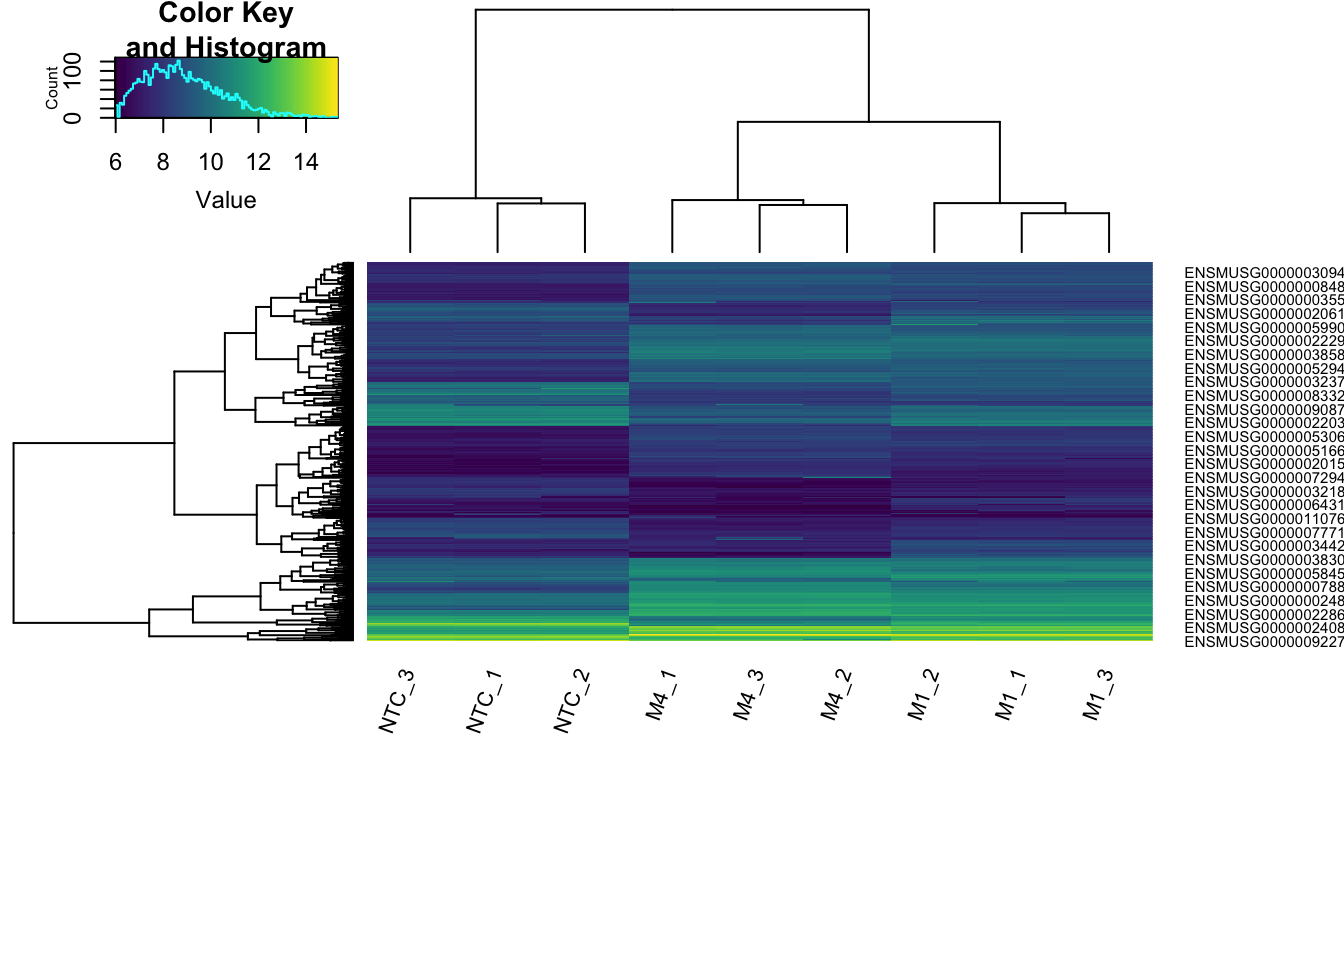 Color Key
and Histogram
Count
0 100
6 8 10 12 14
Value
ENSMUSG0000003094
ENSMUSG0000000848
ENSMUSG0000000355
ENSMUSG0000002061
ENSMUSG0000005990
ENSMUSG0000002229
ENSMUSG0000003858
ENSMUSG0000005294
ENSMUSG0000003237
ENSMUSG0000008332
ENSMUSG0000009087
ENSMUSG0000002203
ENSMUSG0000005306
ENSMUSG0000005166
ENSMUSG0000002015
ENSMUSG0000007294
ENSMUSG0000003218
ENSMUSG0000006431
ENSMUSG0000011076
ENSMUSG0000007771
ENSMUSG0000003442
ENSMUSG0000003830
ENSMUSG0000005845
ENSMUSG0000000788
ENSMUSG0000000248
ENSMUSG0000002286
ENSMUSG0000002408
ENSMUSG0000009227
NTC_3 NTC_1 NTC_2 M4_1 M4_3 M4_2 M1_2 M1_1 M1_3